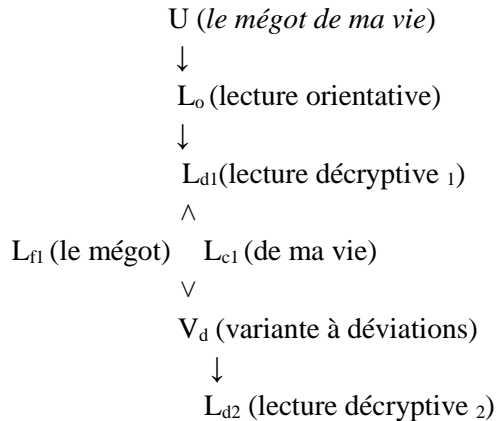 U (le mégot de ma vie)
↓
Lo (lecture orientative)
↓
Ld1(lecture décryptive 1)
∧
Lf1 (le mégot) Lc1 (de ma vie)
∨
Vd (variante à déviations)
↓
Ld2 (lecture décryptive 2)